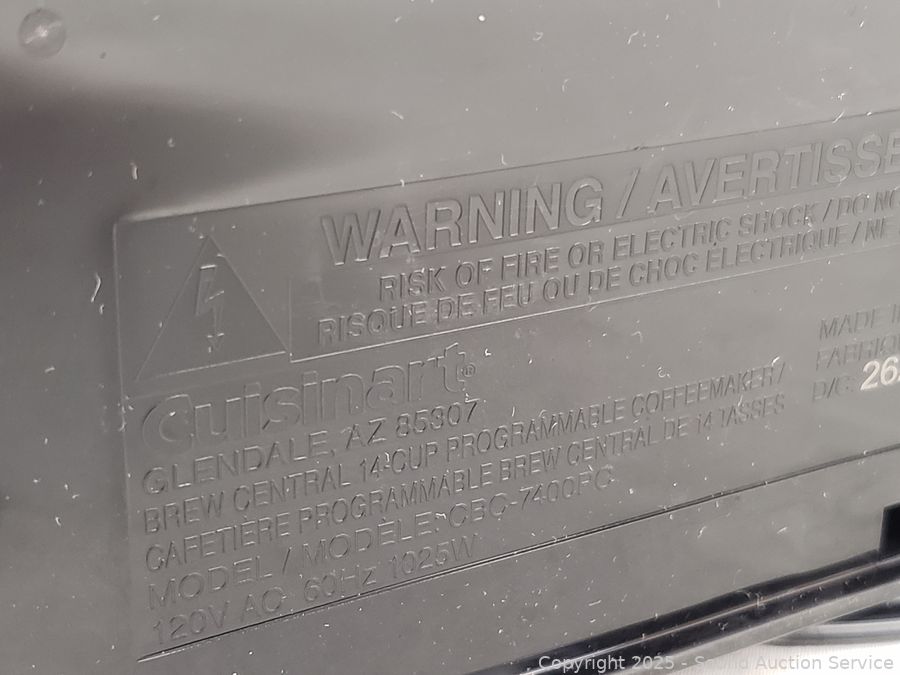 WARNING / AVERTISSE
RISK OF FIRE OR ELECTRIC SHOCK / DO NO
RISQUE DE FEU OU DE CHOC ÉLECTRIQUE / NE
Cuisinart®
GLENDALE, AZ 85307
BREW CENTRAL 14-CUP PROGRAMMABLE COFFEEMAKER /
CAFETIÈRE PROGRAMMABLE BREW CENTRAL DE 14 TASSES
MODEL / MODÈLE: CBC-7400PC
120V AC 60Hz 1025W
MADE I
FABRIQ
D/C: 26
Copyright 2025 - Sound Auction Service